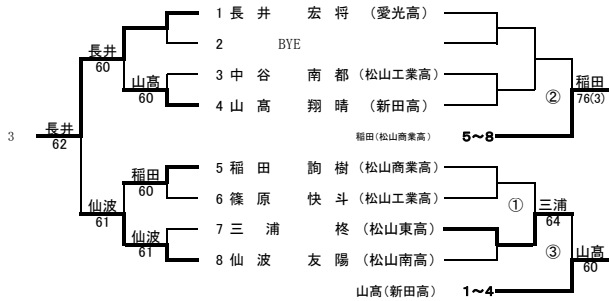 1 長 井 宏 将 (愛光高)
長井
60
2 BYE
山髙
60
3 中 谷 南 都 (松山工業高)
稲田
76(3)
②
4 山 髙 翔 晴 (新田高)
3
長井
62
稲田(松山商業高) 5~8
稲田
60
5 稲 田 詢 樹 (松山商業高)
仙波
61
6 篠 原 快 斗 (松山工業高)
①
三浦
64
仙波
61
7 三 浦 柊 (松山東高)
③
山髙
60
8 仙 波 友 陽 (松山南高)
山髙(新田高) 1~4